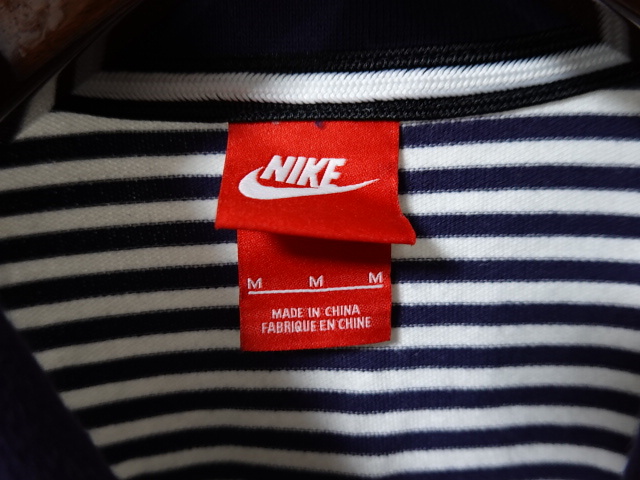 NIKE
M M M
MADE IN CHINA
FABRIQUE EN CHINE